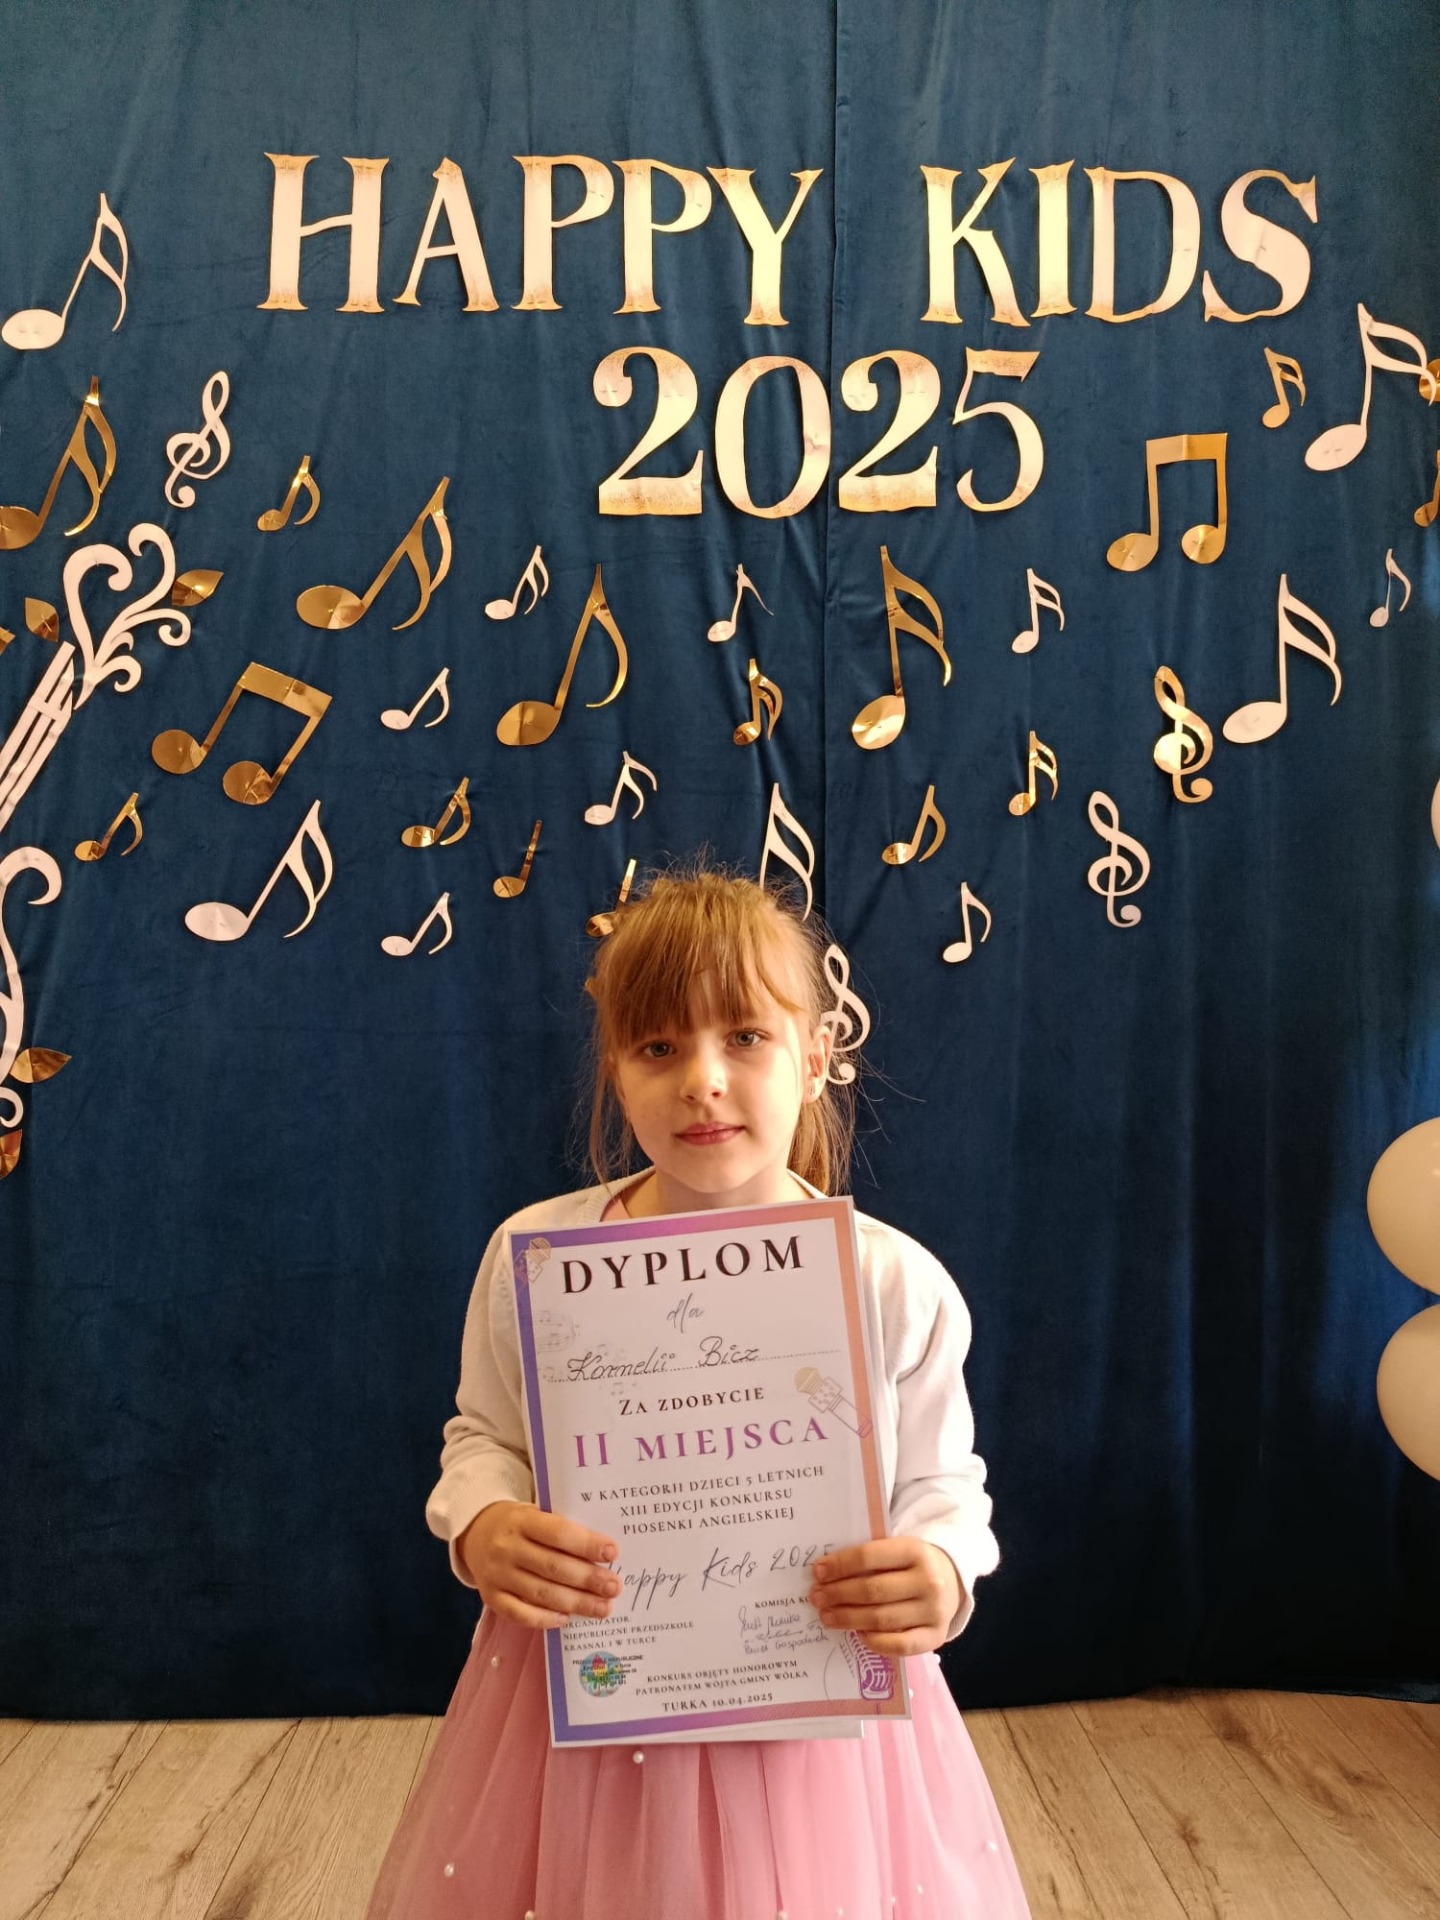 HAPPY KIDS
2025
DYPLOM
dla
Kornelii Bicz
ZA ZDOBYCIE
II MIEJSCA
W KATEGORII DZIECI 5 LETNICH
XIII EDYCJI KONKURSU
PIOSENKI ANGIELSKIEJ
Happy Kids 2025
KOMISJA
ORGANIZATOR
NIEPUBLICZNE PRZEDSZKOLE
KRASNAL I W TURCE
KONKURS OBJĘTY HONOROWYM
PATRONATEM WÓJTA GMINY WÓLKA
TURKA 10.04.2025